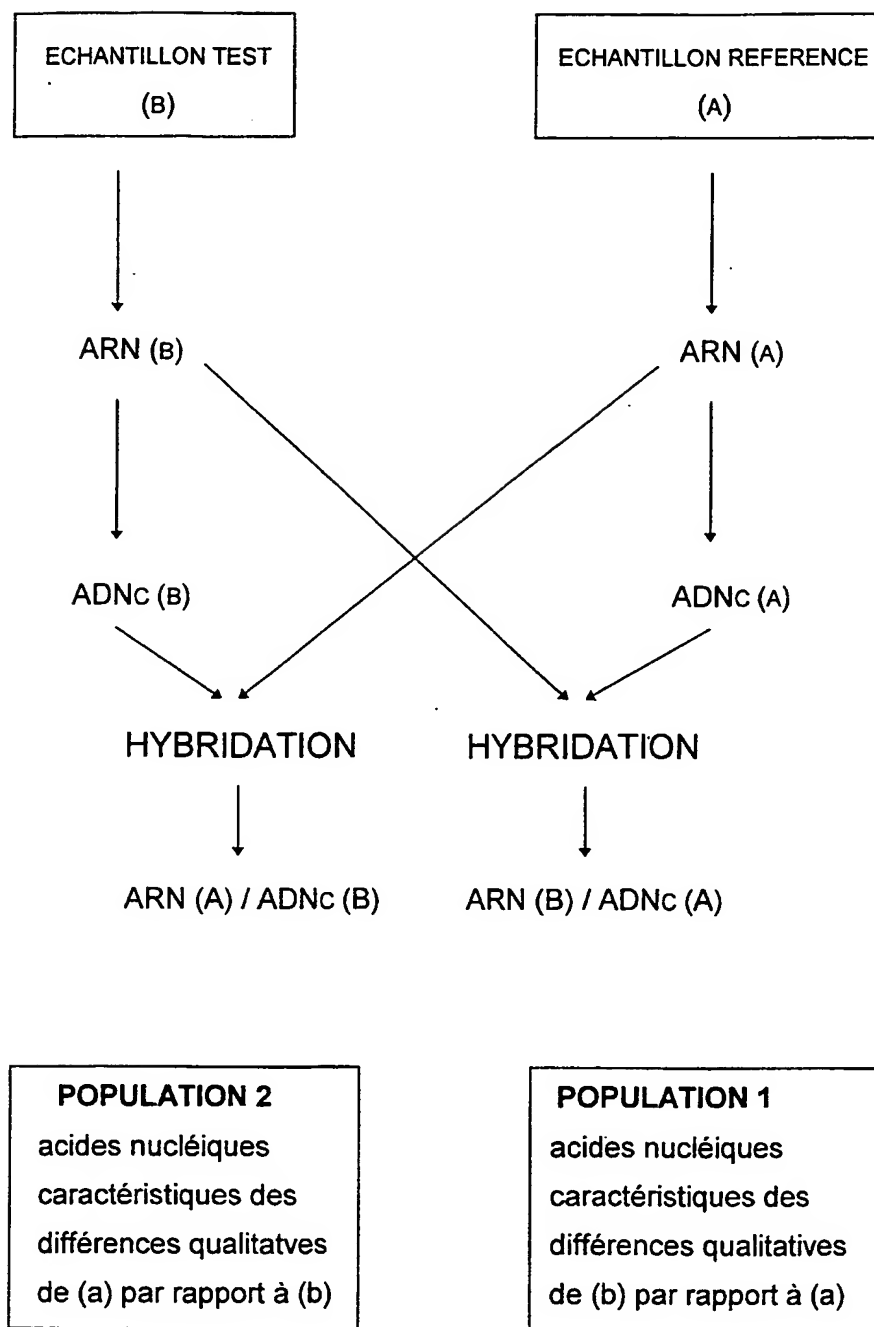 ECHANTILLON TEST
(B)
ECHANTILLON REFERENCE
(A)
ARN (B)
ARN (A)
ADNC (B)
ADNC (A)
HYBRIDATION
HYBRIDATION
ARN (A) / ADNC (B)
ARN (B) / ADNC (A)
POPULATION 2
acides nucléiques
caractéristiques des
différences qualitatves
de (a) par rapport à (b)
POPULATION 1
acides nucléiques
caractéristiques des
différences qualitatives
de (b) par rapport à (a)